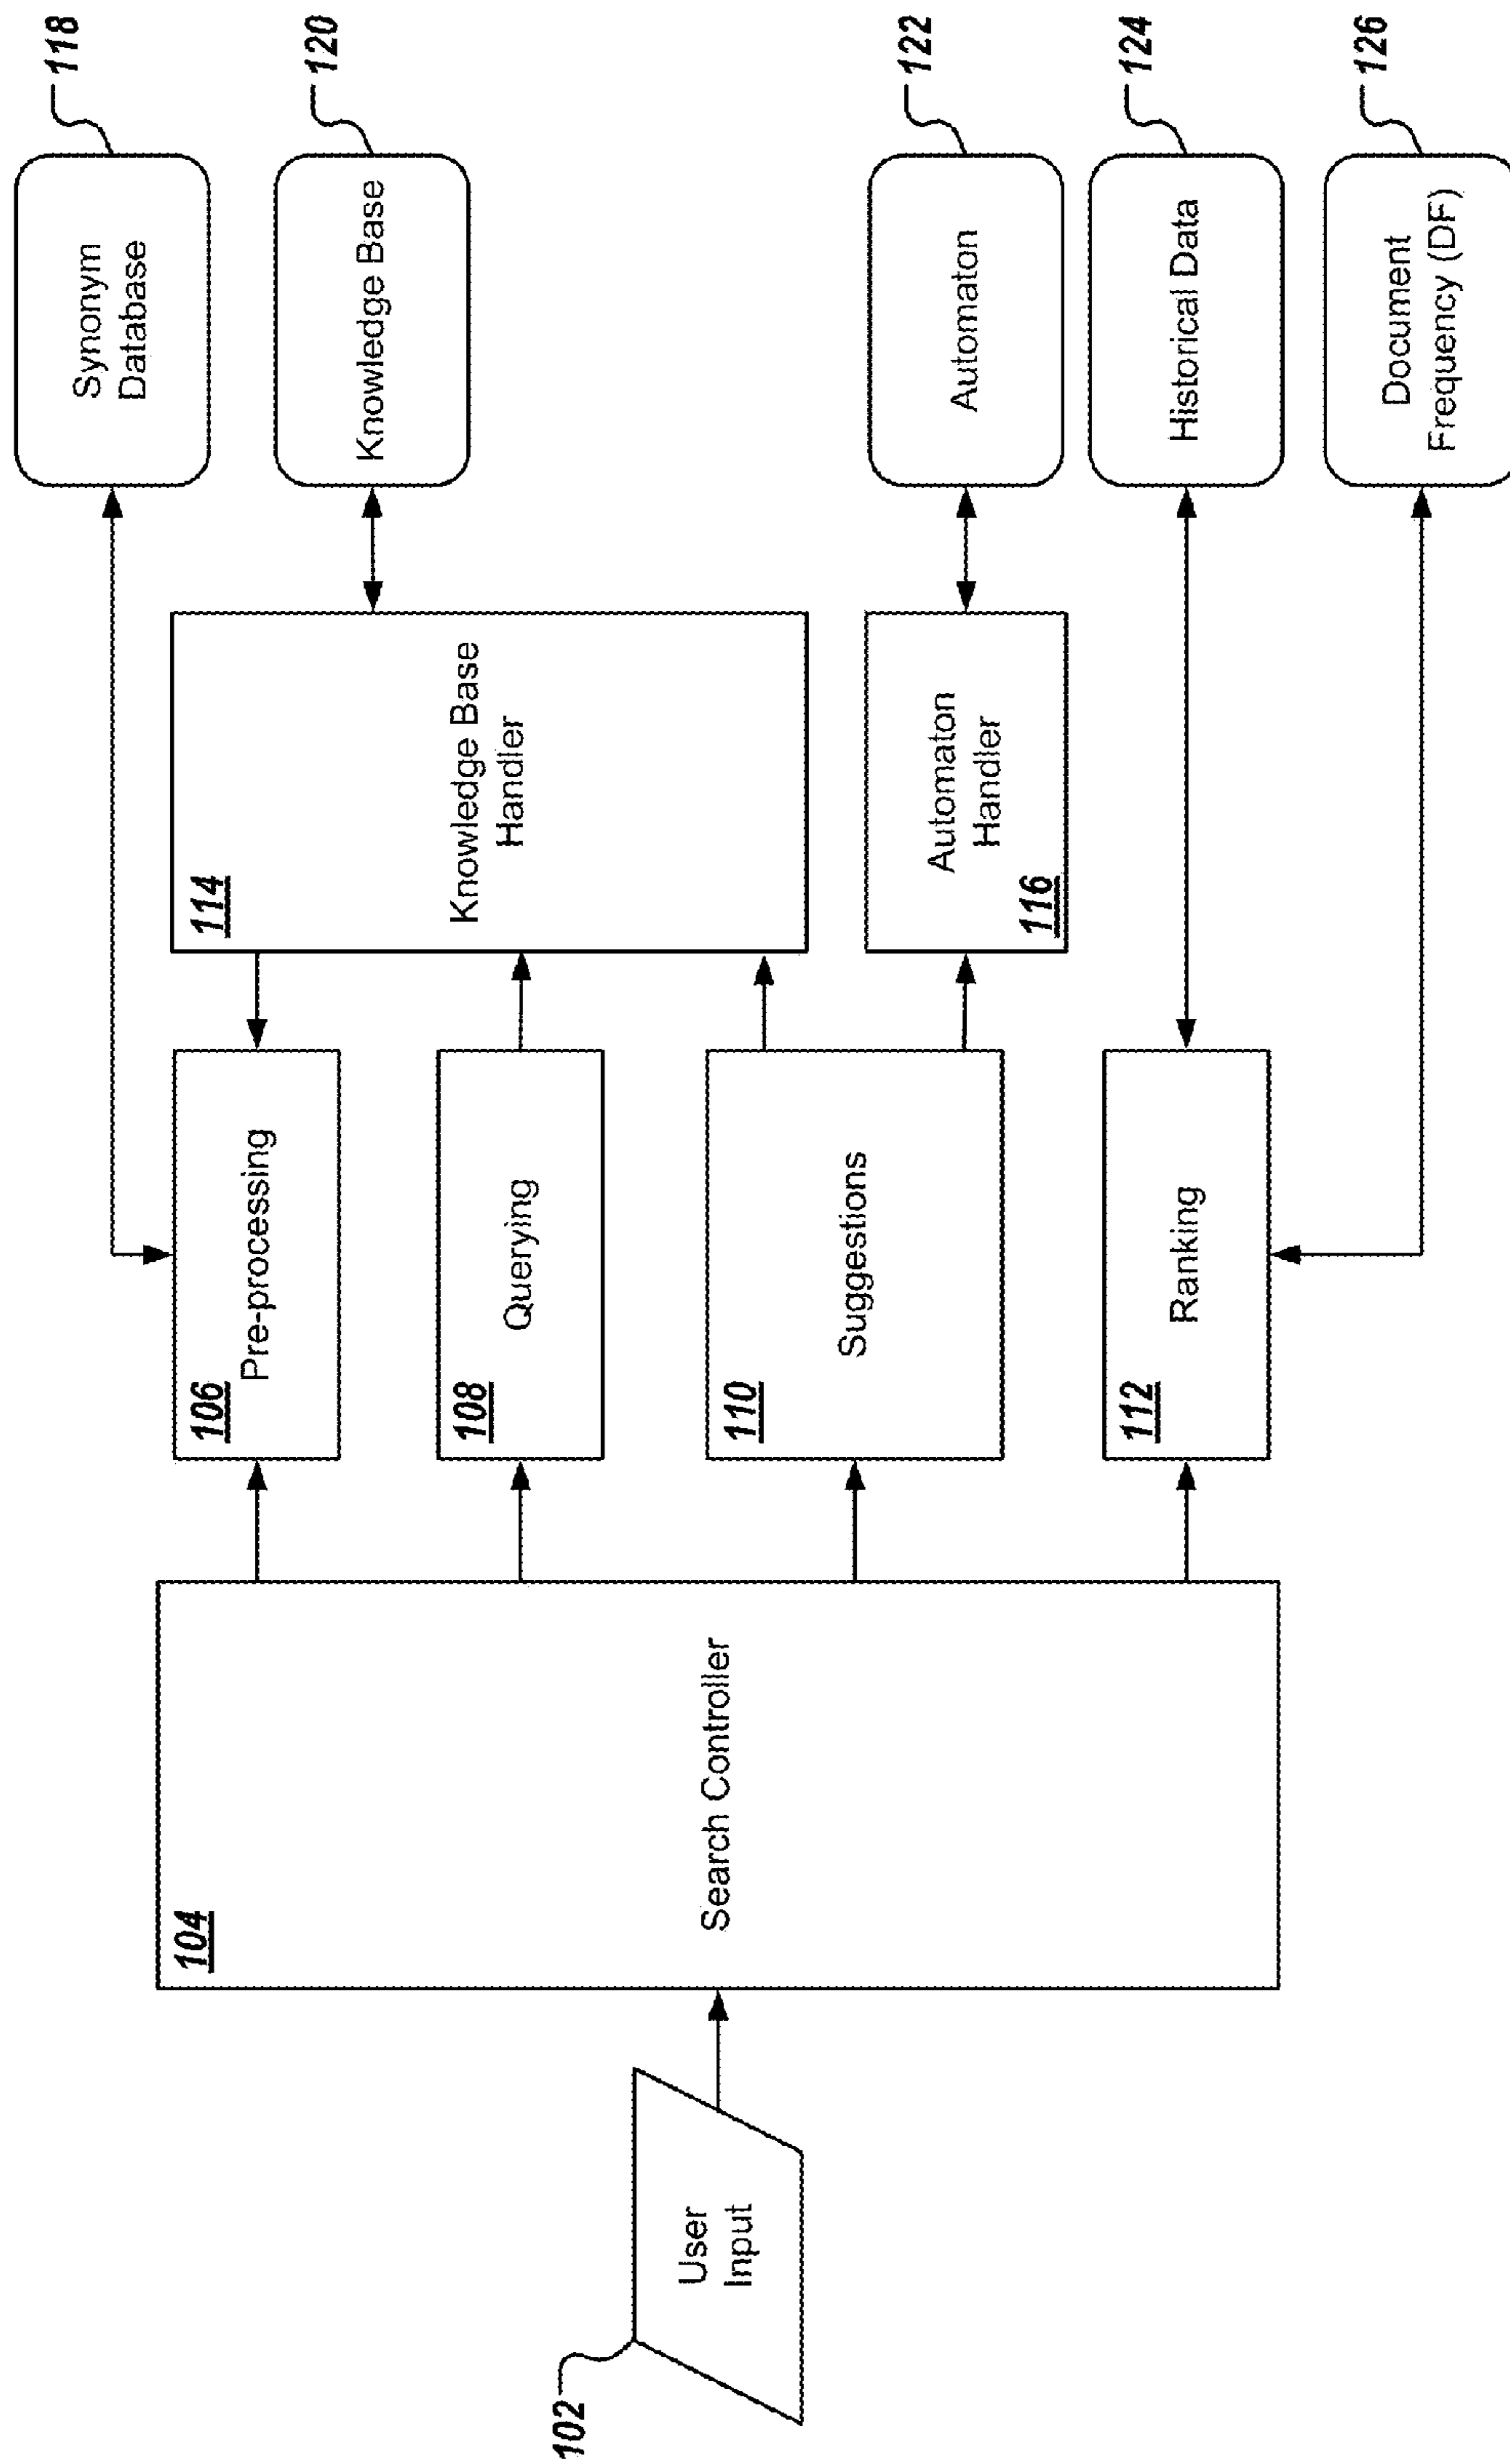 102
User
Input
104
Search Controller
106
Pre-processing
108
Querying
110
Suggestions
112
Ranking
114
Knowledge Base
Handler
116
Automaton
Handler
Synonym
Database
118
Knowledge Base
120
Automaton
122
Historical Data
124
Document
Frequency (DF)
126